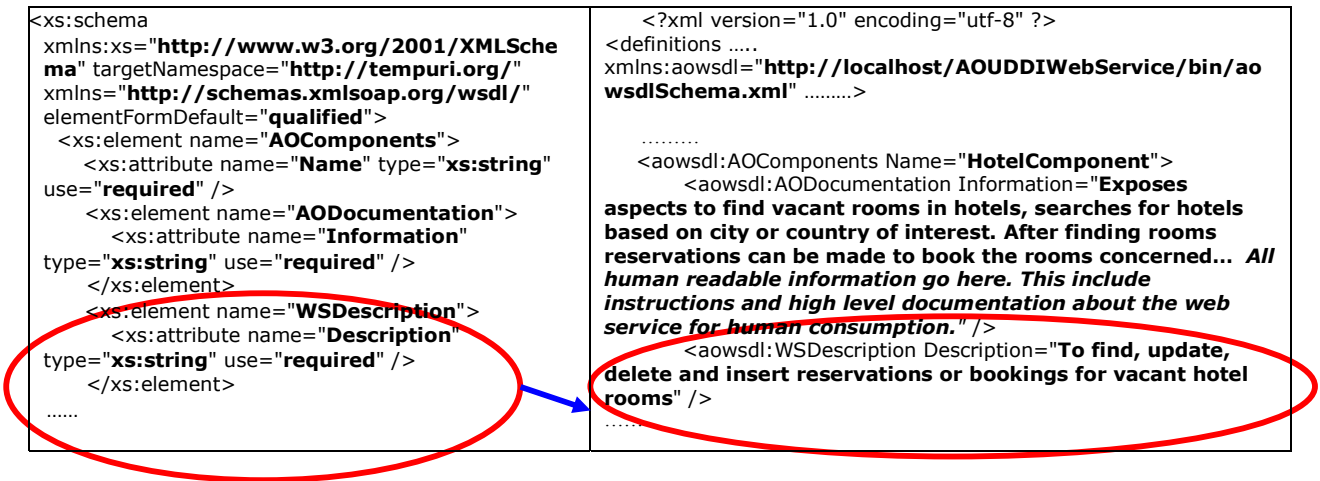 <xs:schema
xmlns:xs="http://www.w3.org/2001/XMLSche
ma" targetNamespace="http://tempuri.org/"
xmlns="http://schemas.xmlsoap.org/wsdl/"
elementFormDefault="qualified">
<xs:element name="AOComponents">
<xs:attribute name="Name" type="xs:string"
use="required" />
<xs:element name="AODocumentation">
<xs:attribute name="Information"
type="xs:string" use="required" />
</xs:element>
<xs:element name="WSDescription">
<xs:attribute name="Description"
type="xs:string" use="required" />
</xs:element>
......
<?xml version="1.0" encoding="utf-8" ?>
<definitions .....
xmlns:aowsdl="http://localhost/AOUDDIWebService/bin/ao
wsdlSchema.xml" .........>
.........
<aowsdl:AOComponents Name="HotelComponent">
<aowsdl:AODocumentation Information="Exposes
aspects to find vacant rooms in hotels, searches for hotels
based on city or country of interest. After finding rooms
reservations can be made to book the rooms concerned... All
human readable information go here. This include
instructions and high level documentation about the web
service for human consumption." />
<aowsdl:WSDescription Description="To find, update,
delete and insert reservations or bookings for vacant hotel
rooms" />
......